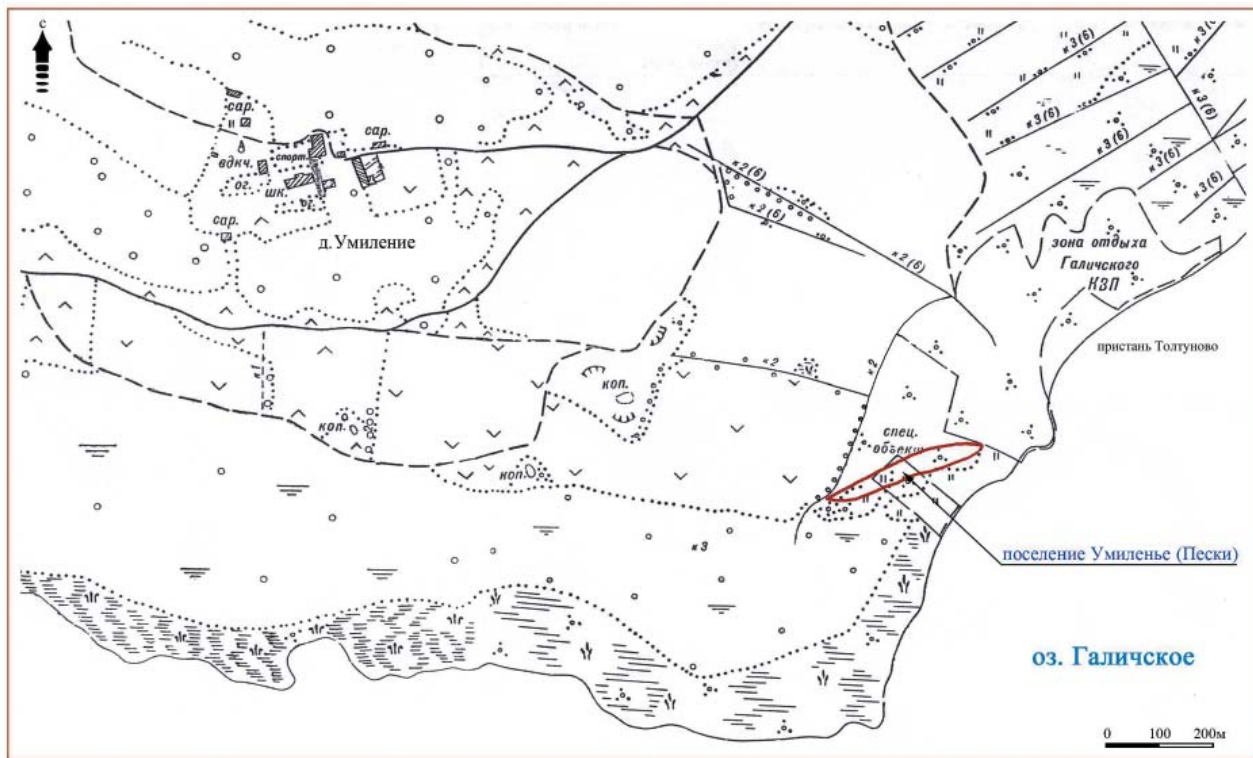 с
к 3(6)
к 3(6)
к 3(6)
к 3(6)
к 3(6)
к 3(6)
к 3(6)
сар.
сар.
спорт.
вдкч.
ог.
шк.
ог.
сар.
д. Умиление
к 2(6)
к 2(6)
к 2(6)
зона отдыха
Галичского
КЗП
пристань Толтуново
к 1
коп.
коп.
коп.
к 2
к 2
спец.
объект
к 3
поселение Умиленье (Пески)
оз. Галичское
0 100 200м